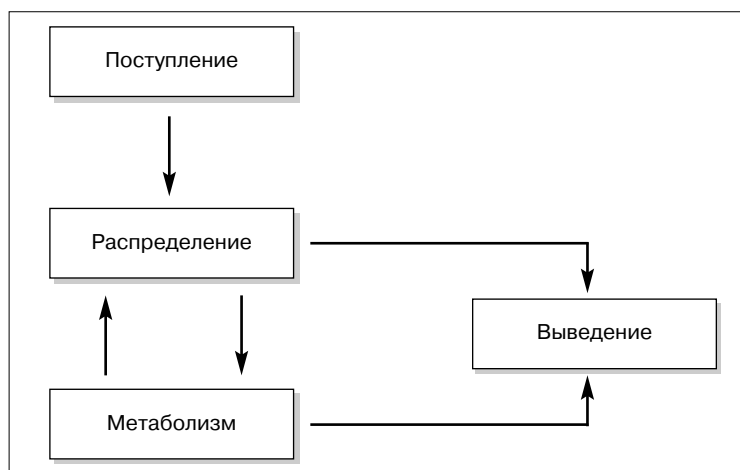 Поступление
Распределение
Выведение
Метаболизм